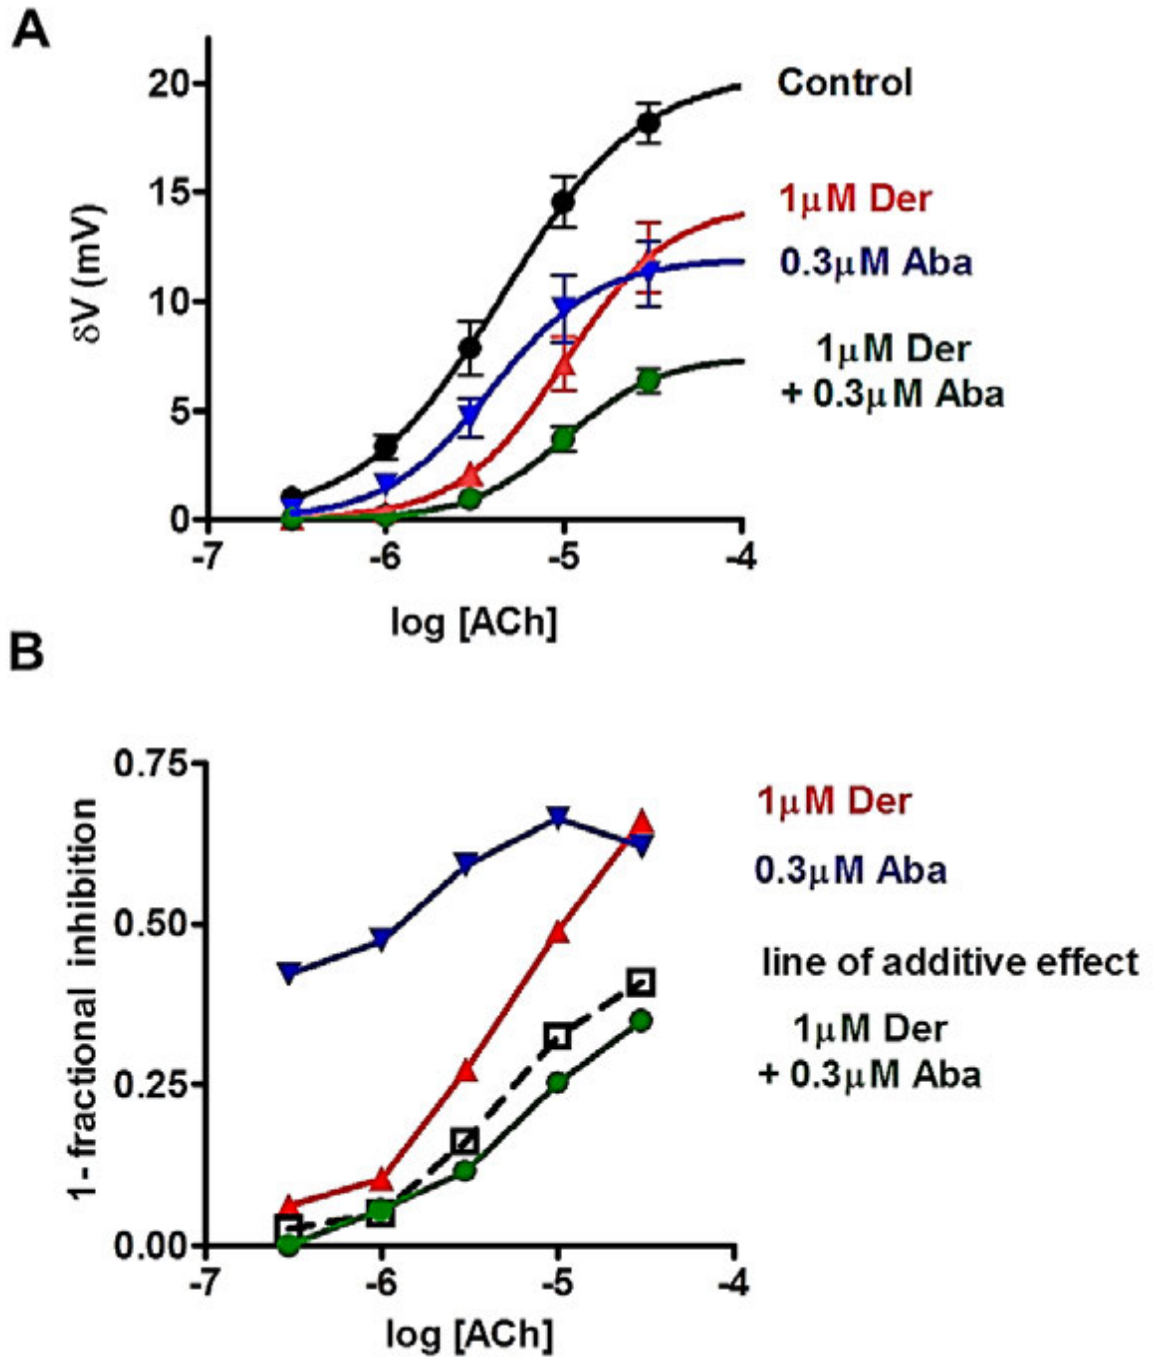 A
20
15
10
5
0
δV (mV)
Control
1μM Der
0.3μM Aba
1μM Der
+ 0.3μM Aba
-7
-6
-5
-4
log [ACh]
B
0.75
0.50
0.25
0.00
1- fractional inhibition
1μM Der
0.3μM Aba
line of additive effect
1μM Der
+ 0.3μM Aba
-7
-6
-5
-4
log [ACh]